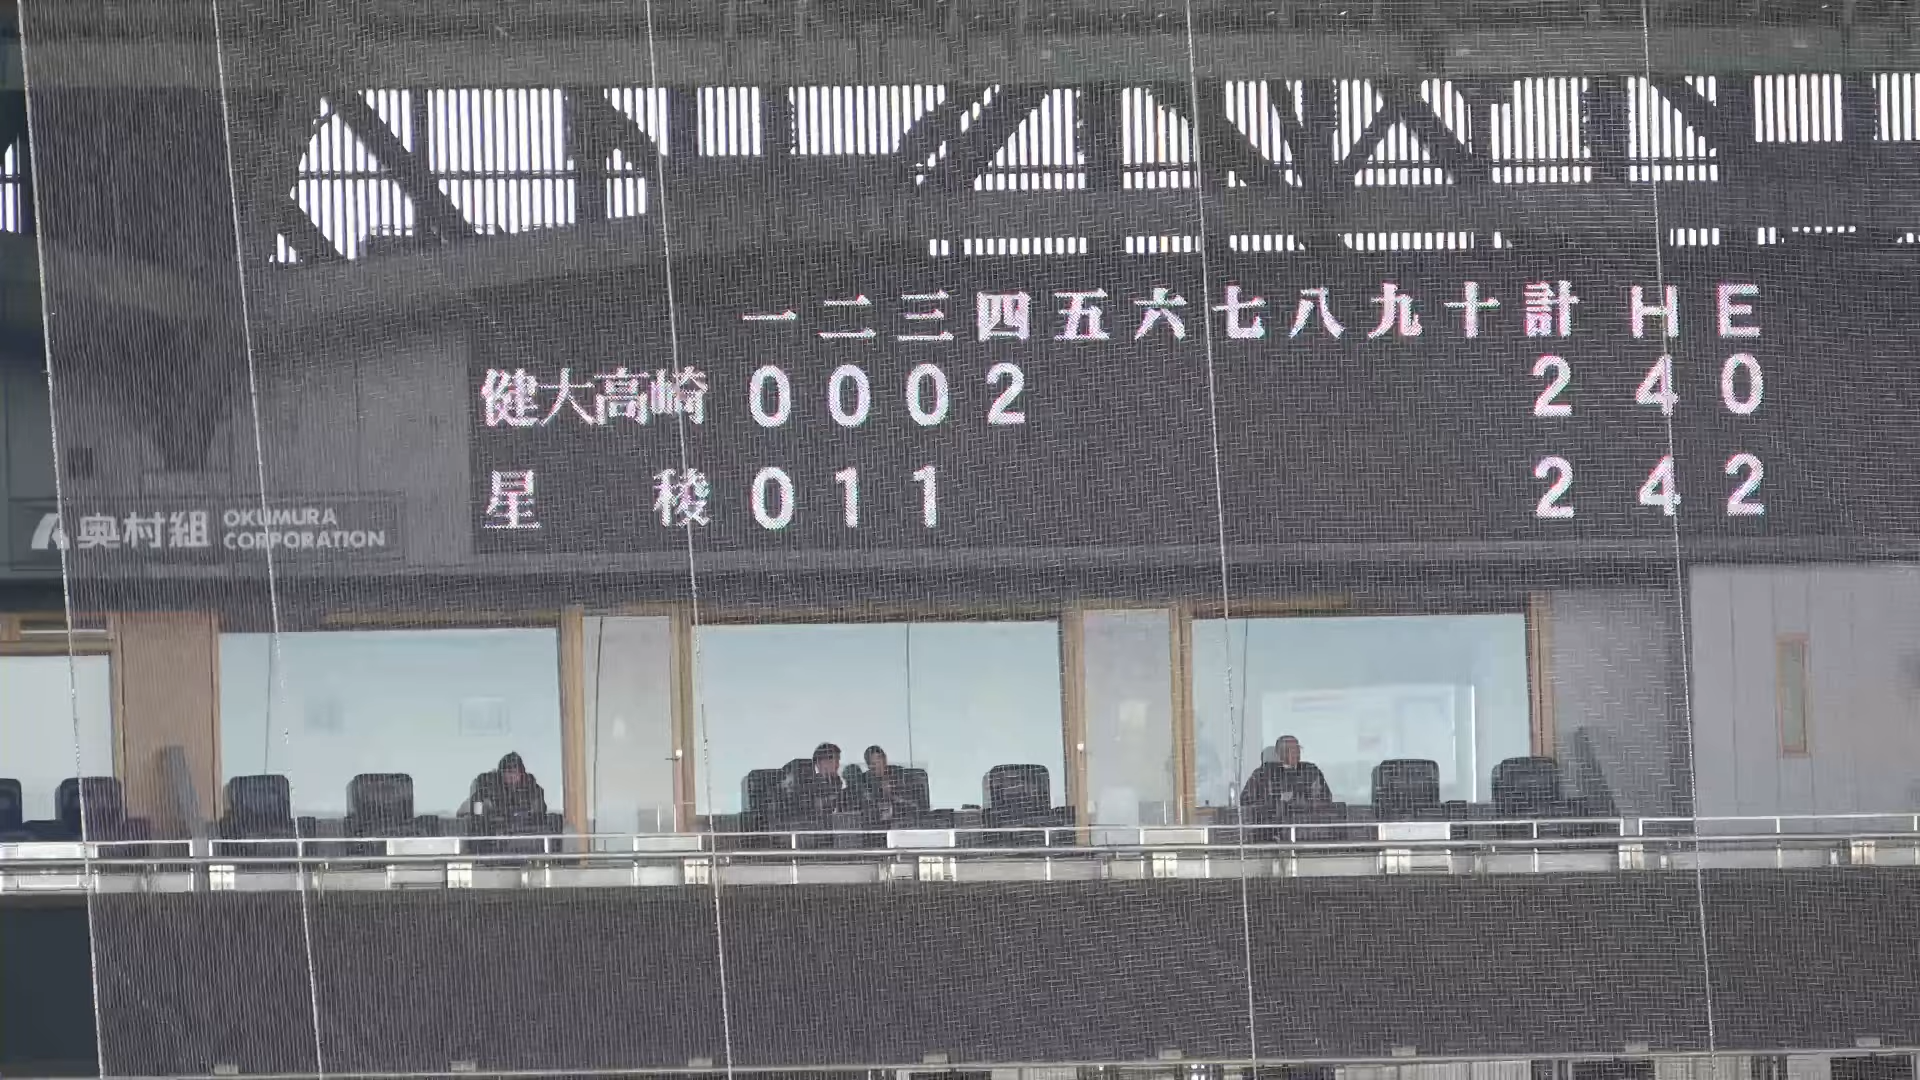 一 二 三 四 五 六 七 八 九 十 計 H E
健大高崎 0 0 0 2 2 4 0
星稜 0 1 1 2 4 2
奥村組 OKUMURA
CORPORATION